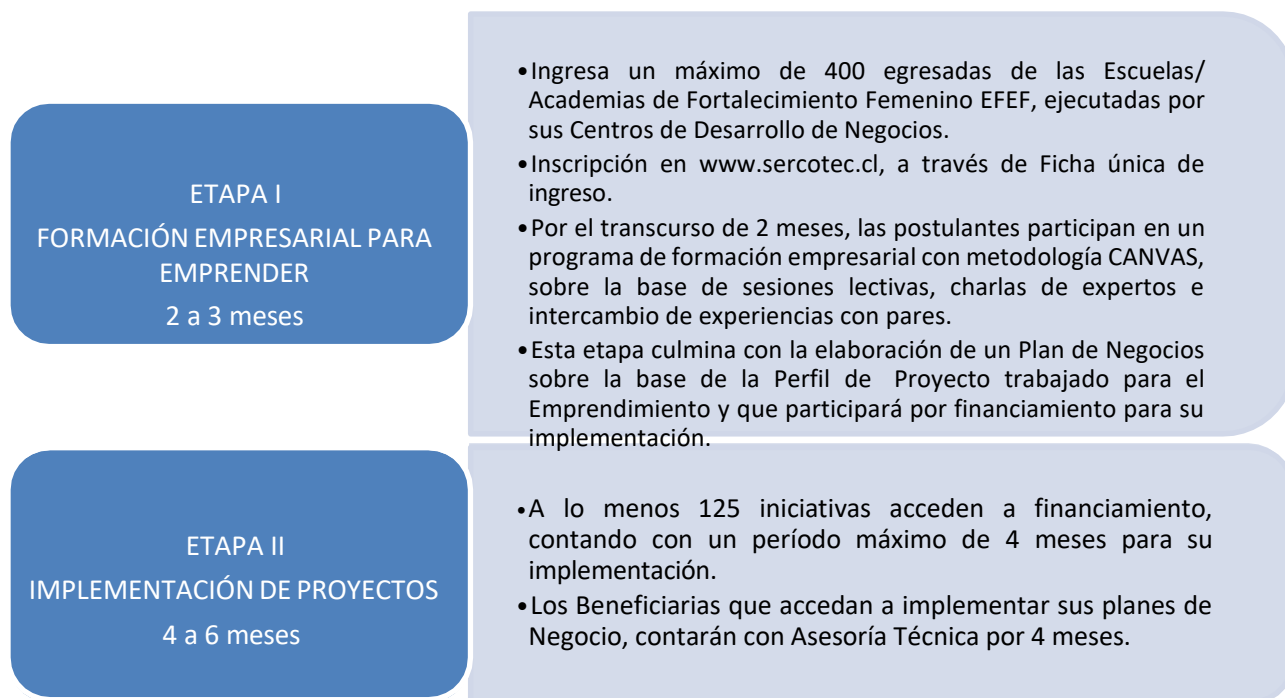 ETAPA I
FORMACIÓN EMPRESARIAL PARA
EMPRENDER
2 a 3 meses
•Ingresa un máximo de 400 egresadas de las Escuelas/
Academias de Fortalecimiento Femenino EFEF, ejecutadas por
sus Centros de Desarrollo de Negocios.
•Inscripción en www.sercotec.cl, a través de Ficha única de
ingreso.
•Por el transcurso de 2 meses, las postulantes participan en un
programa de formación empresarial con metodología CANVAS,
sobre la base de sesiones lectivas, charlas de expertos e
intercambio de experiencias con pares.
•Esta etapa culmina con la elaboración de un Plan de Negocios
sobre la base de la Perfil de Proyecto trabajado para el
Emprendimiento y que participará por financiamiento para su
implementación.
ETAPA II
IMPLEMENTACIÓN DE PROYECTOS
4 a 6 meses
•A lo menos 125 iniciativas acceden a financiamiento,
contando con un período máximo de 4 meses para su
implementación.
•Los Beneficiarias que accedan a implementar sus planes de
Negocio, contarán con Asesoría Técnica por 4 meses.